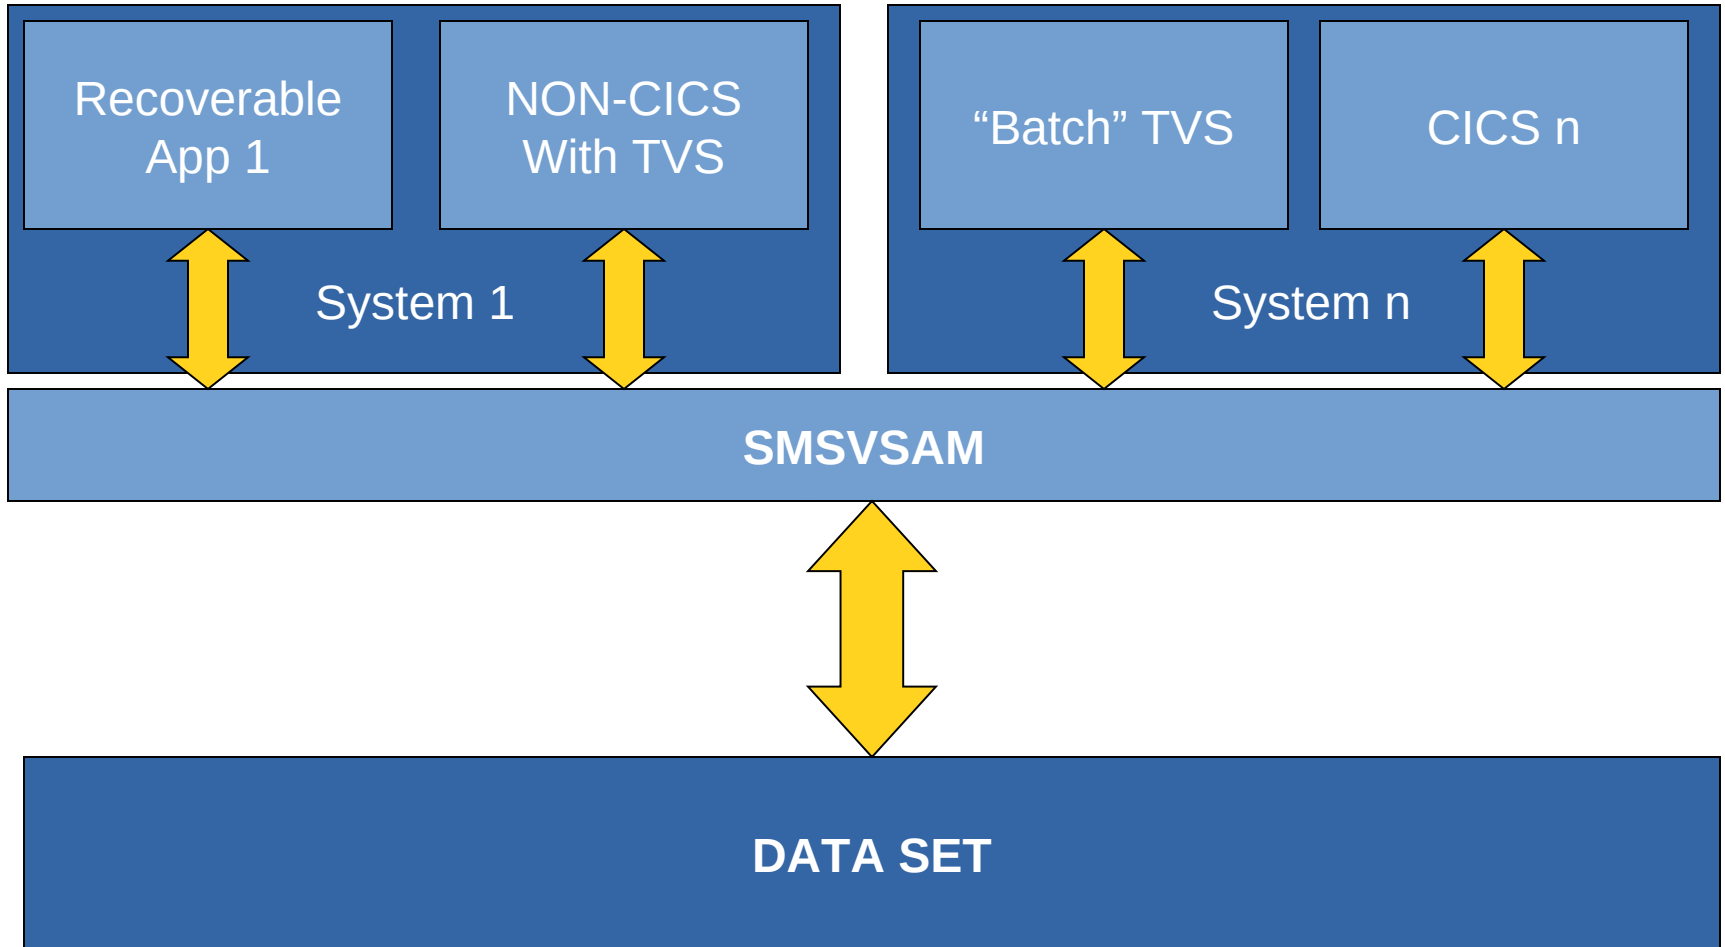 Recoverable
App 1
NON-CICS
With TVS
“Batch” TVS
CICS n
System 1
System n
SMSVSAM
DATA SET